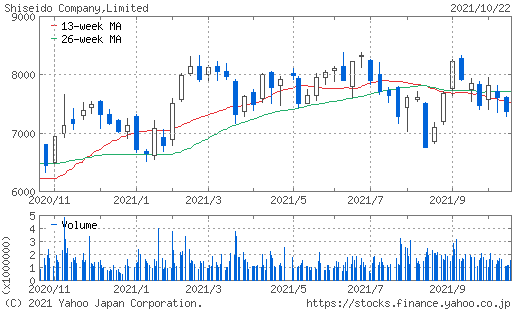 Shiseido Company,Limited 2021/10/22
13-week MA
26-week MA
9000
8000
7000
6000
2020/11 2021/1 2021/3 2021/5 2021/7 2021/9
Volume
5
4
3
2
1
0
(x1000000)
2020/11 2021/1 2021/3 2021/5 2021/7 2021/9
(C) 2021 Yahoo Japan Corporation. https://stocks.finance.yahoo.co.jp